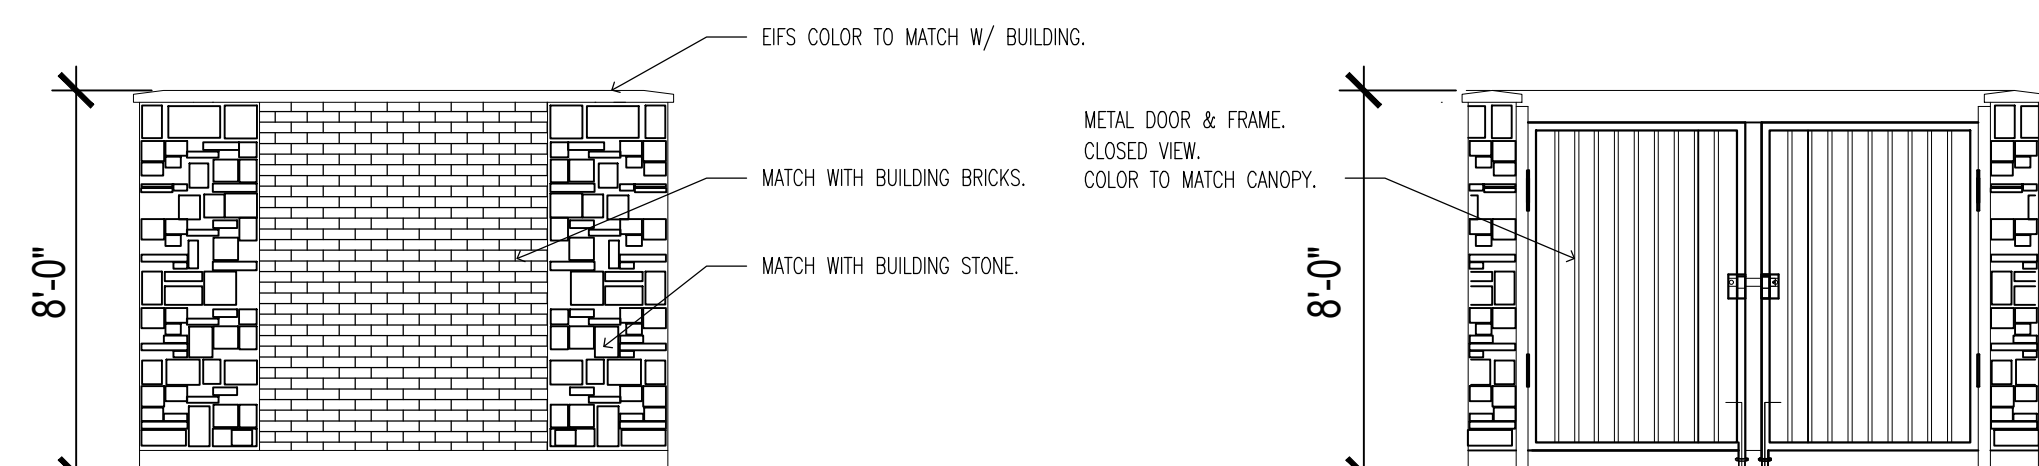 EIFS COLOR TO MATCH W/ BUILDING.
METAL DOOR & FRAME.
CLOSED VIEW.
COLOR TO MATCH CANOPY.
MATCH WITH BUILDING BRICKS.
MATCH WITH BUILDING STONE.
8'-0"
8'-0"